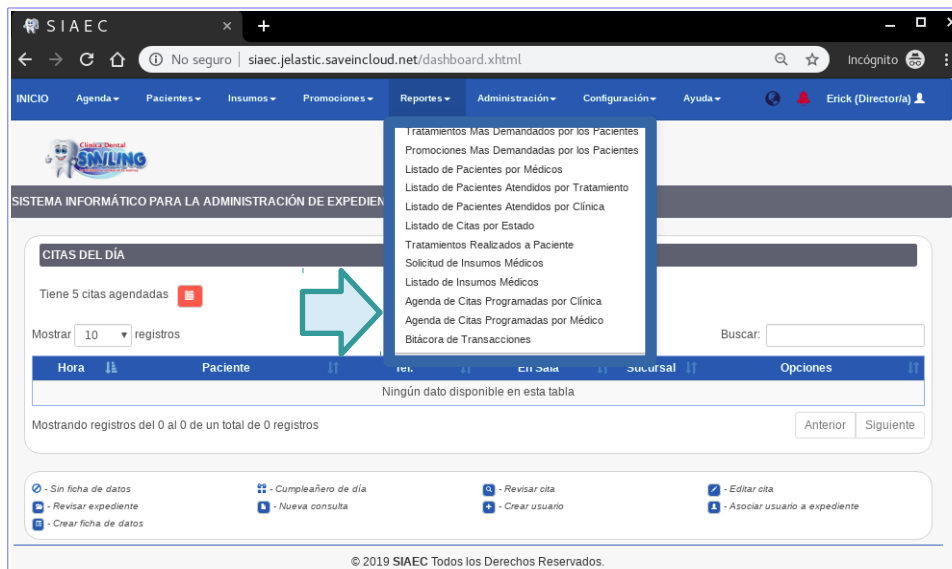 SIAEC
No seguro | siaec.jelastic.saveincloud.net/dashboard.xhtml
Incógnito
INICIO Agenda Pacientes Insumos Promociones Reportes Administración Configuración Ayuda Erick (Director/a)
Clínica Dental
SMILING
SISTEMA INFORMÁTICO PARA LA ADMINISTRACIÓN DE EXPEDIEN
Tratamientos Mas Demandados por los Pacientes
Promociones Mas Demandadas por los Pacientes
Listado de Pacientes por Médicos
Listado de Pacientes Atendidos por Tratamiento
Listado de Pacientes Atendidos por Clínica
Listado de Citas por Estado
Tratamientos Realizados a Paciente
Solicitud de Insumos Médicos
Listado de Insumos Médicos
Agenda de Citas Programadas por Clínica
Agenda de Citas Programadas por Médico
Bitácora de Transacciones
CITAS DEL DÍA
Tiene 5 citas agendadas
Mostrar 10 registros Buscar:
Hora Paciente Tel. En Sala Sucursal Opciones
Ningún dato disponible en esta tabla
Mostrando registros del 0 al 0 de un total de 0 registros Anterior Siguiente
- Sin ficha de datos - Cumpleañero de día - Revisar cita - Editar cita
- Revisar expediente - Nueva consulta - Crear usuario - Asociar usuario a expediente
- Crear ficha de datos
© 2019 SIAEC Todos los Derechos Reservados.